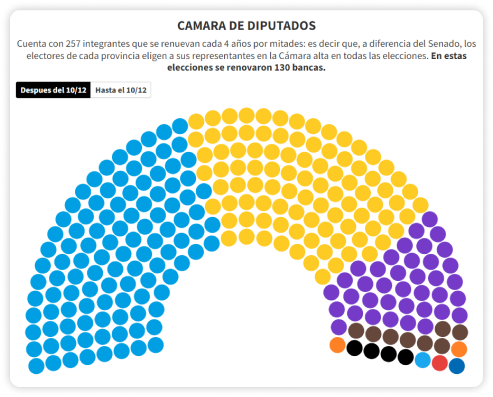 CAMARA DE DIPUTADOS
Cuenta con 257 integrantes que se renuevan cada 4 años por mitades: es decir que, a diferencia del Senado, los
electores de cada provincia eligen a sus representantes en la Cámara alta en todas las elecciones. En estas
elecciones se renovaron 130 bancas.
Despues del 10/12 Hasta el 10/12